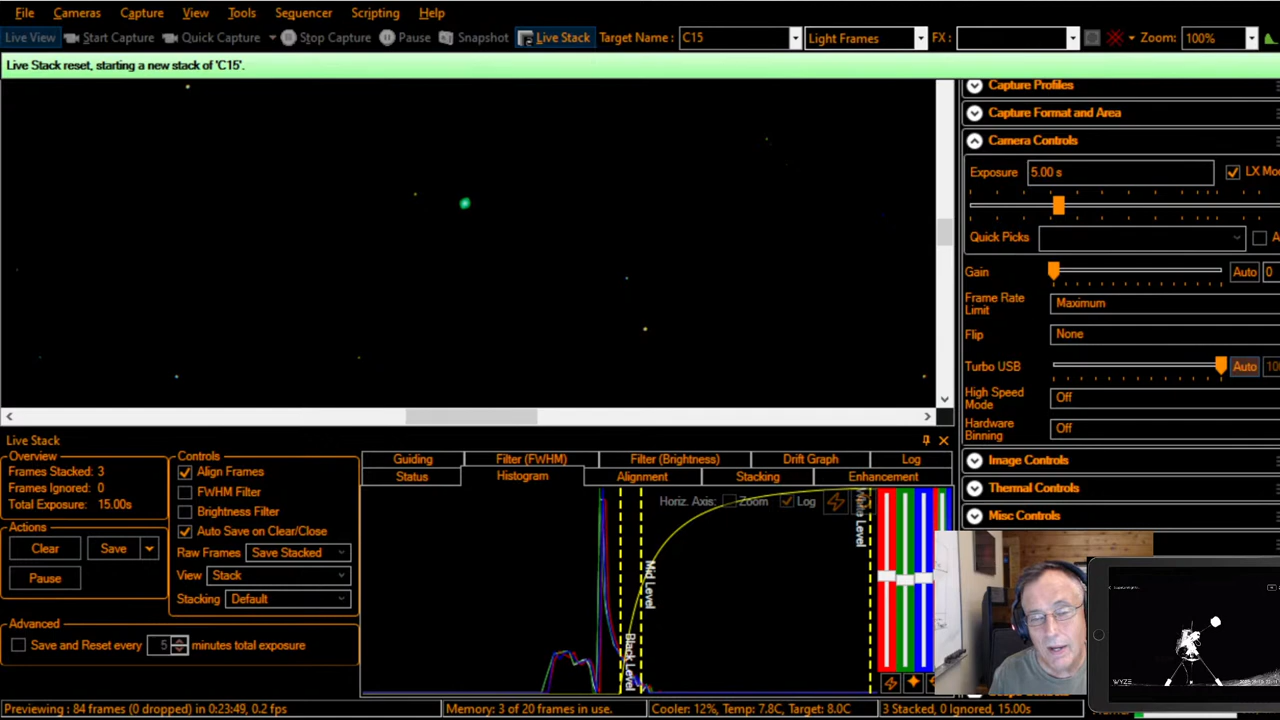 File Cameras Capture View Tools Sequencer Scripting Help
Live View Start Capture Quick Capture Stop Capture Pause Snapshot Live Stack Target Name : C15 Light Frames FX : Zoom: 100%
Live Stack reset, starting a new stack of 'C15'.
Capture Profiles
Capture Format and Area
Camera Controls
Exposure 5.00 s LX Mo
Quick Picks A
Gain Auto 0
Frame Rate Limit Maximum
Flip None
Turbo USB Auto
High Speed Mode Off
Hardware Binning Off
Image Controls
Thermal Controls
Misc Controls
Live Stack
Overview
Frames Stacked: 3
Frames Ignored: 0
Total Exposure: 15.00s
Actions
Clear Save
Pause
Controls
Align Frames
FWHM Filter
Brightness Filter
Auto Save on Clear/Close
Raw Frames Save Stacked
View Stack
Stacking Default
Advanced
Save and Reset every 5 minutes total exposure
Guiding Filter (FWHM) Filter (Brightness) Drift Graph Log
Status Histogram Alignment Stacking Enhancement
Horiz. Axis: Zoom Log
Black Level
Mid Level
White Level
WYZE
Previewing : 84 frames (0 dropped) in 0:23:49, 0.2 fps
Memory: 3 of 20 frames in use.
Cooler: 12%, Temp: 7.8C, Target: 8.0C
3 Stacked, 0 Ignored, 15.00s